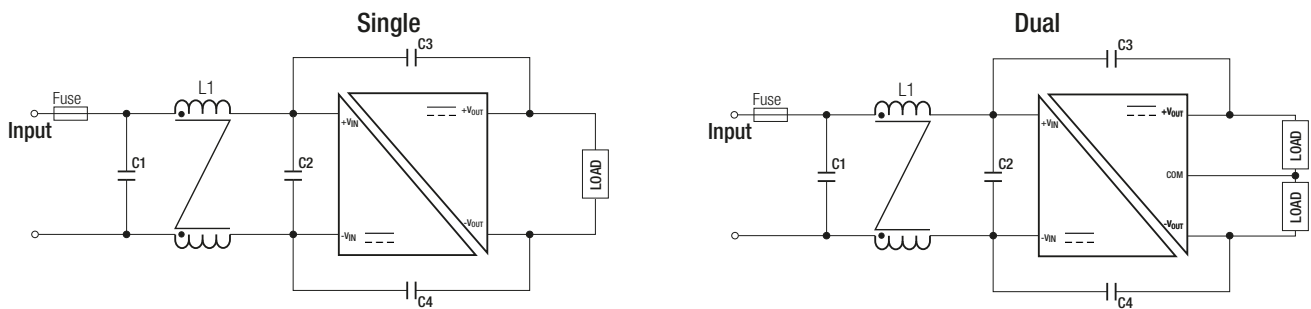 Single
C3
Fuse
L1
+VOUT
Input
+VIN
C1
C2
LOAD
-VOUT
-VIN
C4
Dual
C3
Fuse
L1
+VOUT
Input
+VIN
LOAD
C1
C2
COM
LOAD
-VOUT
-VIN
C4